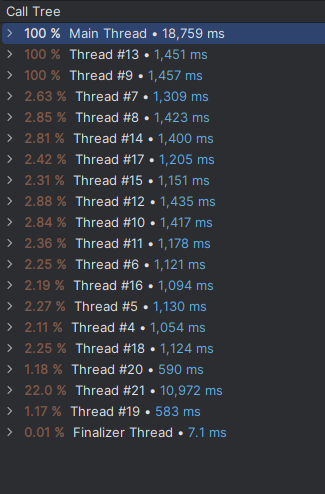 Call Tree
100 % Main Thread • 18,759 ms
100 % Thread #13 • 1,451 ms
100 % Thread #9 • 1,457 ms
2.63 % Thread #7 • 1,309 ms
2.85 % Thread #8 • 1,423 ms
2.81 % Thread #14 • 1,400 ms
2.42 % Thread #17 • 1,205 ms
2.31 % Thread #15 • 1,151 ms
2.88 % Thread #12 • 1,435 ms
2.84 % Thread #10 • 1,417 ms
2.36 % Thread #11 • 1,178 ms
2.25 % Thread #6 • 1,121 ms
2.19 % Thread #16 • 1,094 ms
2.27 % Thread #5 • 1,130 ms
2.11 % Thread #4 • 1,054 ms
2.25 % Thread #18 • 1,124 ms
1.18 % Thread #20 • 590 ms
22.0 % Thread #21 • 10,972 ms
1.17 % Thread #19 • 583 ms
0.01 % Finalizer Thread • 7.1 ms